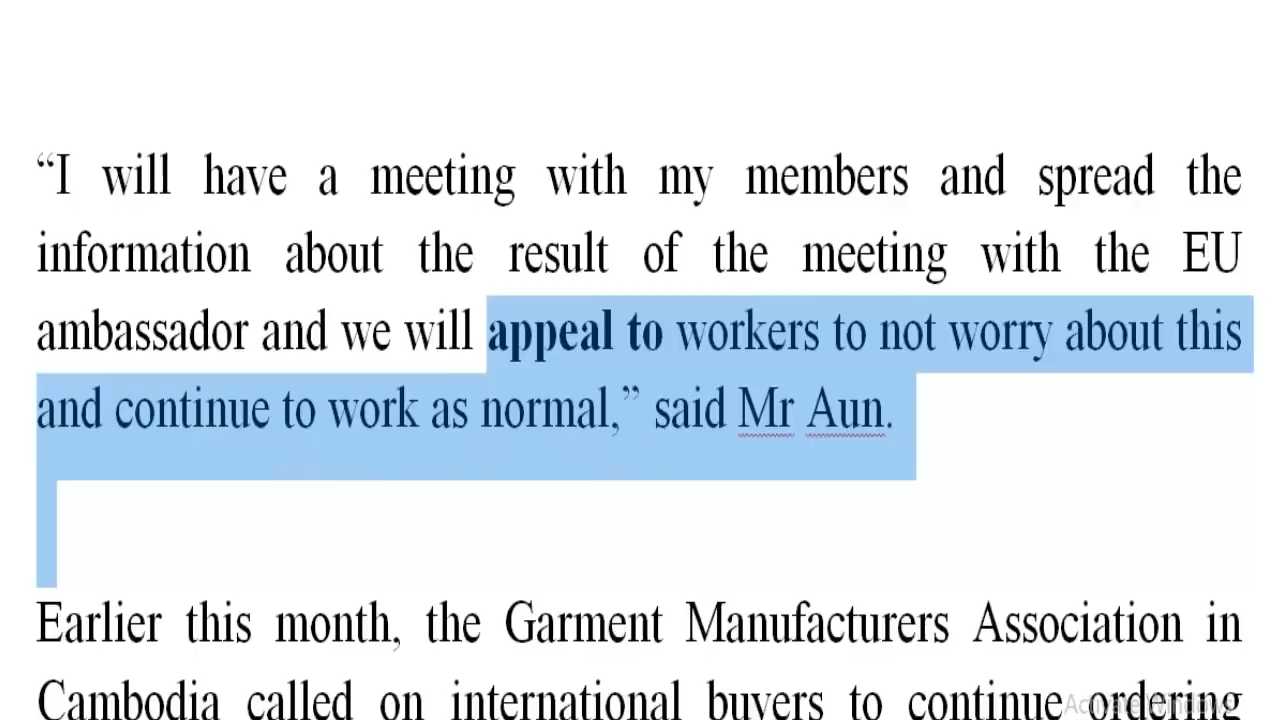 “I will have a meeting with my members and spread the
information about the result of the meeting with the EU
ambassador and we will appeal to workers to not worry about this
and continue to work as normal,” said Mr Aun.
Earlier this month, the Garment Manufacturers Association in
Cambodia called on international buyers to continue ordering
Activate Windows